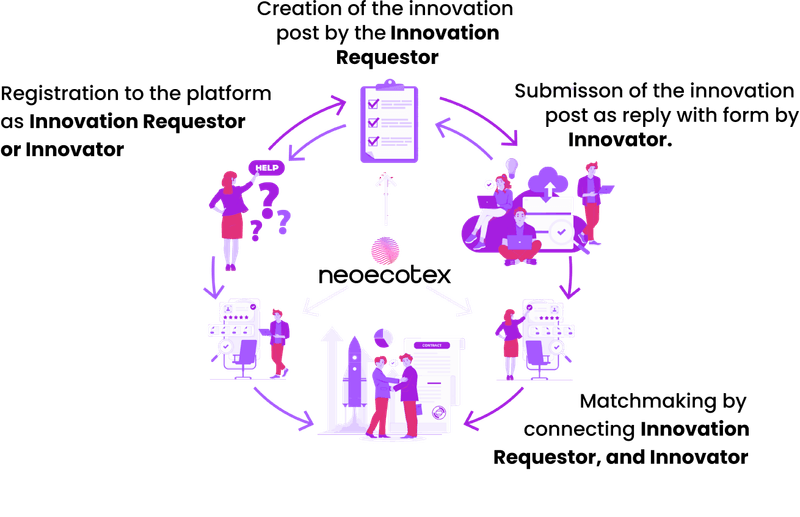 Creation of the innovation
post by the Innovation
Requestor
Registration to the platform
as Innovation Requestor
or Innovator
Submisson of the innovation
post as reply with form by
Innovator.
HELP
neoecotex
CONTRACT
Matchmaking by
connecting Innovation
Requestor, and Innovator